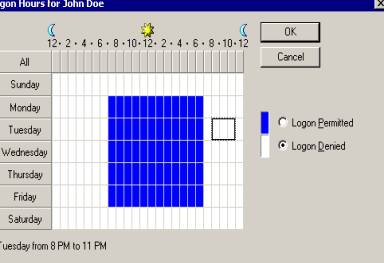 gon Hours for John Doe
12 · 2 · 4 · 6 · 8 · 10 · 12 · 2 · 4 · 6 · 8 · 10 · 12
OK
Cancel
All
Sunday
Monday
Tuesday
Wednesday
Thursday
Friday
Saturday
Logon Permitted
Logon Denied
Tuesday from 8 PM to 11 PM